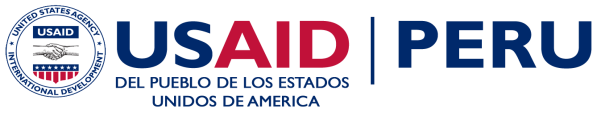 UNITED STATES AGENCY
USAID
INTERNATIONAL DEVELOPMENT
USAID | PERU
DEL PUEBLO DE LOS ESTADOS
UNIDOS DE AMERICA